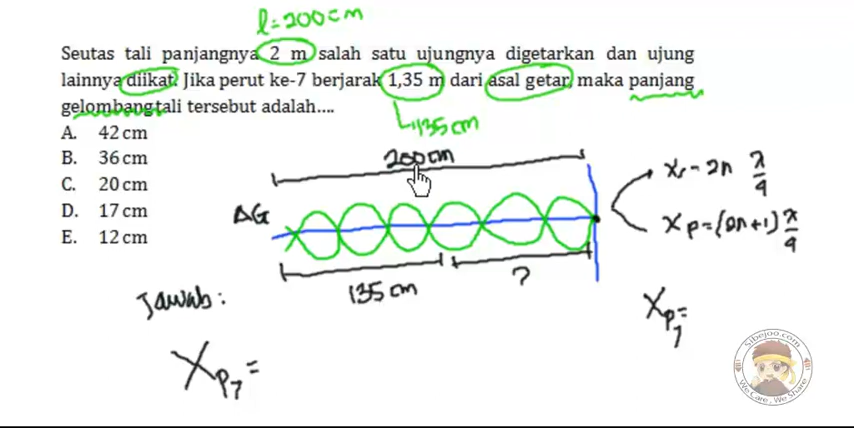 l=200cm
Seutas tali panjangnya 2 m salah satu ujungnya digetarkan dan ujung
lainnya diikat. Jika perut ke-7 berjarak 1,35 m dari asal getar, maka panjang
gelombang tali tersebut adalah....
135 cm
A. 42 cm
B. 36 cm
C. 20 cm
D. 17 cm
E. 12 cm
200 cm
AG
xs = 2n λ/4
xp = (2n+1) λ/4
135 cm
?
Jawab :
Xp7 =
Xp7 =
Sibejoo.com
We Care, We Share